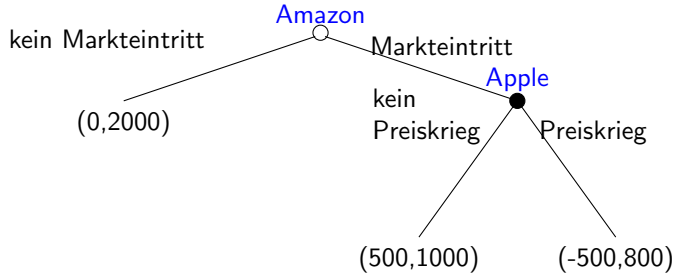 Amazon
kein Markteintritt
Markteintritt
Apple
kein
Preiskrieg
Preiskrieg
(0,2000)
(500,1000)
(-500,800)